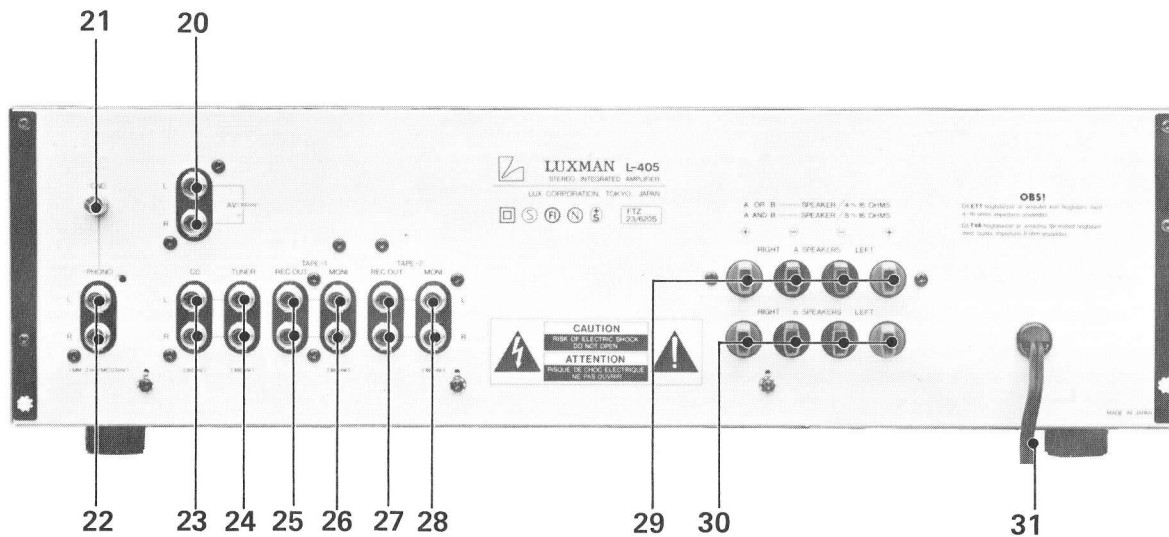 21
20
GND
L
AV
R
LUXMAN L-405
STEREO INTEGRATED AMPLIFIER
LUX CORPORATION, TOKYO, JAPAN
S FI N S
FTZ
23/620S
A OR B SPEAKER / 4~16 OHMS
A AND B SPEAKER / 8~16 OHMS
OBS!
+ − − +
RIGHT A SPEAKERS LEFT
RIGHT B SPEAKERS LEFT
TAPE-1 TAPE-2
PHONO CD TUNER REC OUT MONI REC OUT MONI
L L L
R R R
CAUTION
RISK OF ELECTRIC SHOCK
DO NOT OPEN
ATTENTION
RISQUE DE CHOC ELECTRIQUE
NE PAS OUVRIR
MADE IN JAPAN
22 23 24 25 26 27 28 29 30 31